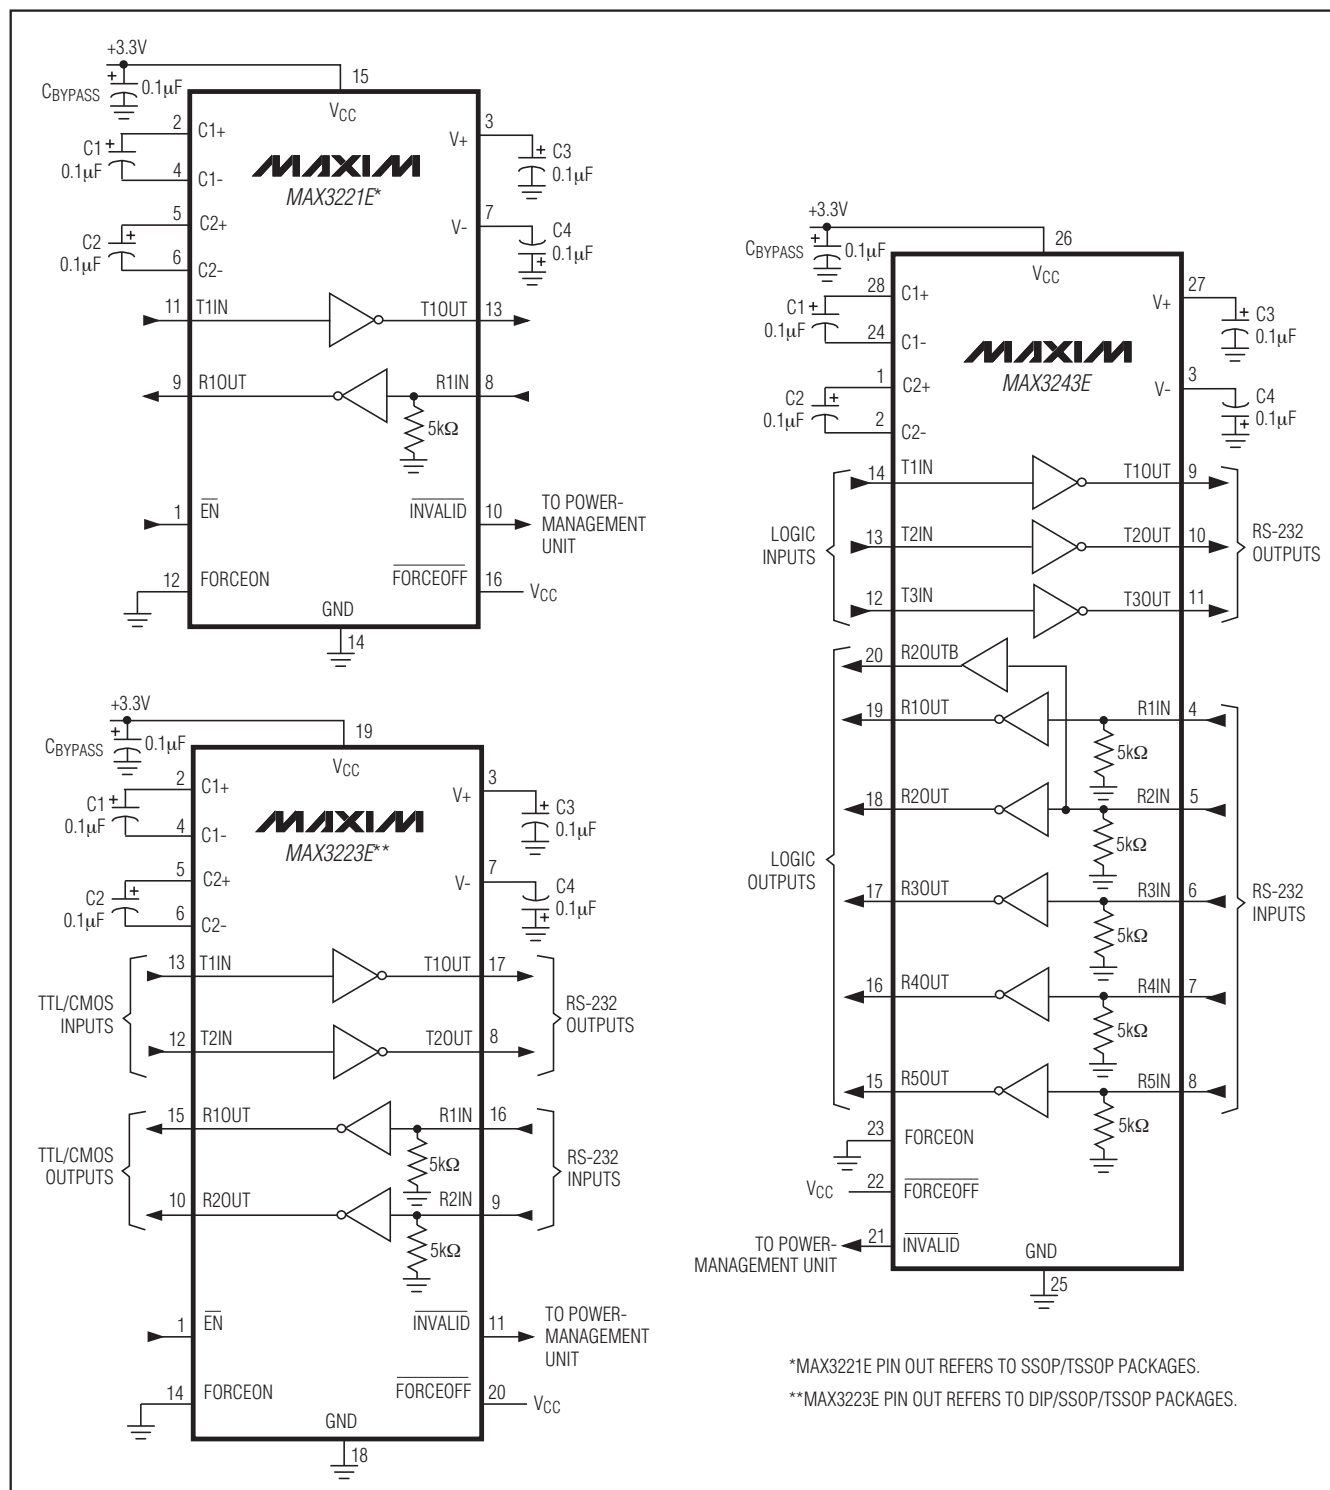 +3.3V
CBYPASS
+
0.1µF
15
VCC
2
C1+
C1
+
0.1µF
4
C1-
5
C2+
C2
+
0.1µF
6
C2-
3
V+
+
C3
0.1µF
7
V-
C4
0.1µF
+
MAXIM
MAX3221E*
11
T1IN
T1OUT
13
9
R1OUT
R1IN
8
5kΩ
1
EN
INVALID
10
TO POWER-
MANAGEMENT
UNIT
12
FORCEON
FORCEOFF
16
VCC
GND
14
+3.3V
CBYPASS
+
0.1µF
19
VCC
2
C1+
C1
+
0.1µF
4
C1-
5
C2+
C2
+
0.1µF
6
C2-
3
V+
+
C3
0.1µF
7
V-
C4
0.1µF
+
MAXIM
MAX3223E**
TTL/CMOS
INPUTS
13
T1IN
T1OUT
17
12
T2IN
T2OUT
8
RS-232
OUTPUTS
TTL/CMOS
OUTPUTS
15
R1OUT
R1IN
16
5kΩ
10
R2OUT
R2IN
9
5kΩ
RS-232
INPUTS
1
EN
INVALID
11
TO POWER-
MANAGEMENT
UNIT
14
FORCEON
FORCEOFF
20
VCC
GND
18
+3.3V
CBYPASS
+
0.1µF
26
VCC
28
C1+
C1
+
0.1µF
24
C1-
1
C2+
C2
+
0.1µF
2
C2-
27
V+
+
C3
0.1µF
3
V-
C4
0.1µF
+
MAXIM
MAX3243E
LOGIC
INPUTS
14
T1IN
T1OUT
9
13
T2IN
T2OUT
10
12
T3IN
T3OUT
11
RS-232
OUTPUTS
LOGIC
OUTPUTS
20
R2OUTB
19
R1OUT
R1IN
4
5kΩ
18
R2OUT
R2IN
5
5kΩ
17
R3OUT
R3IN
6
5kΩ
16
R4OUT
R4IN
7
5kΩ
15
R5OUT
R5IN
8
5kΩ
RS-232
INPUTS
23
FORCEON
VCC
22
FORCEOFF
TO POWER-
MANAGEMENT UNIT
21
INVALID
GND
25
*MAX3221E PIN OUT REFERS TO SSOP/TSSOP PACKAGES.
**MAX3223E PIN OUT REFERS TO DIP/SSOP/TSSOP PACKAGES.